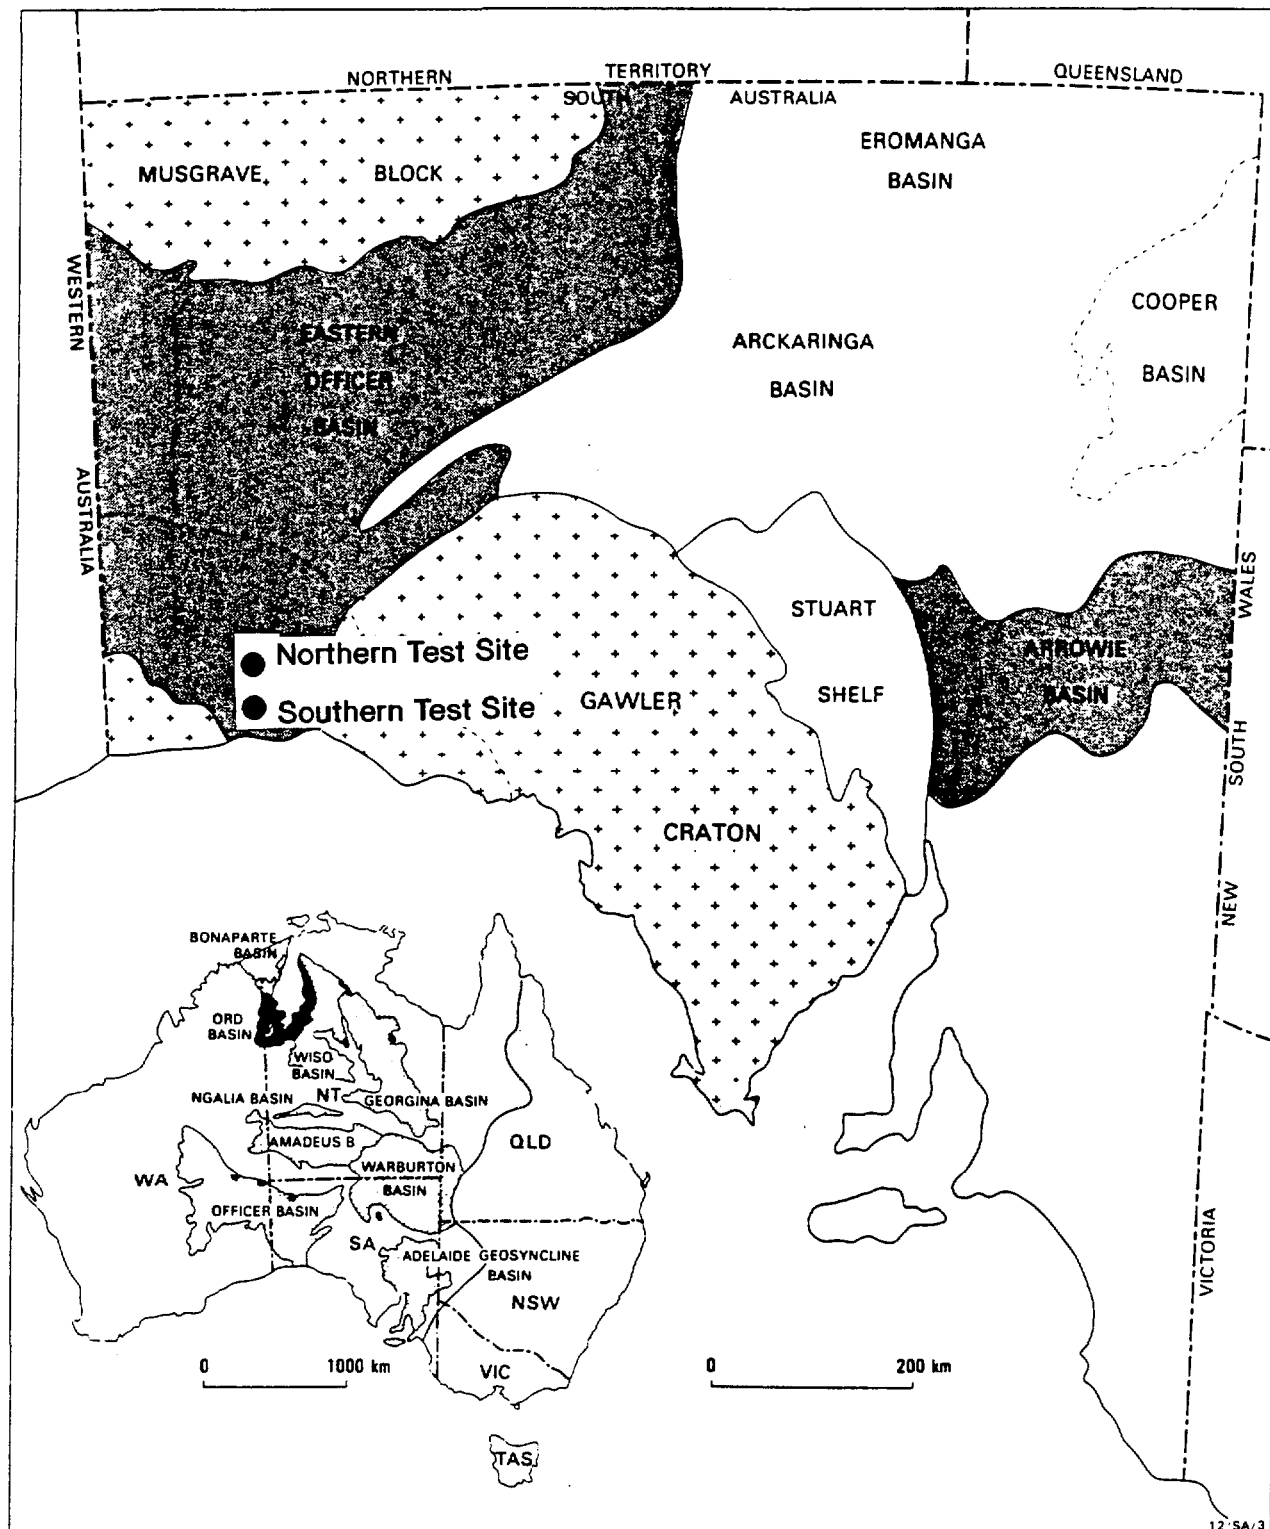 NORTHERN TERRITORY QUEENSLAND
SOUTH AUSTRALIA
EROMANGA
BASIN
MUSGRAVE BLOCK
WESTERN
AUSTRALIA
COOPER
BASIN
EASTERN
OFFICER
BASIN
ARCKARINGA
BASIN
STUART
SHELF
ARROWIE
BASIN
NEW SOUTH WALES
Northern Test Site
Southern Test Site
GAWLER
CRATON
BONAPARTE
BASIN
ORD
BASIN
WISO
BASIN
NGALIA BASIN
NT
GEORGINA BASIN
AMADEUS B
QLD
WARBURTON
BASIN
WA
OFFICER BASIN
SA
ADELAIDE GEOSYNCLINE
BASIN
NSW
VIC
TAS
VICTORIA
0 1000 km
0 200 km
12'SA/3